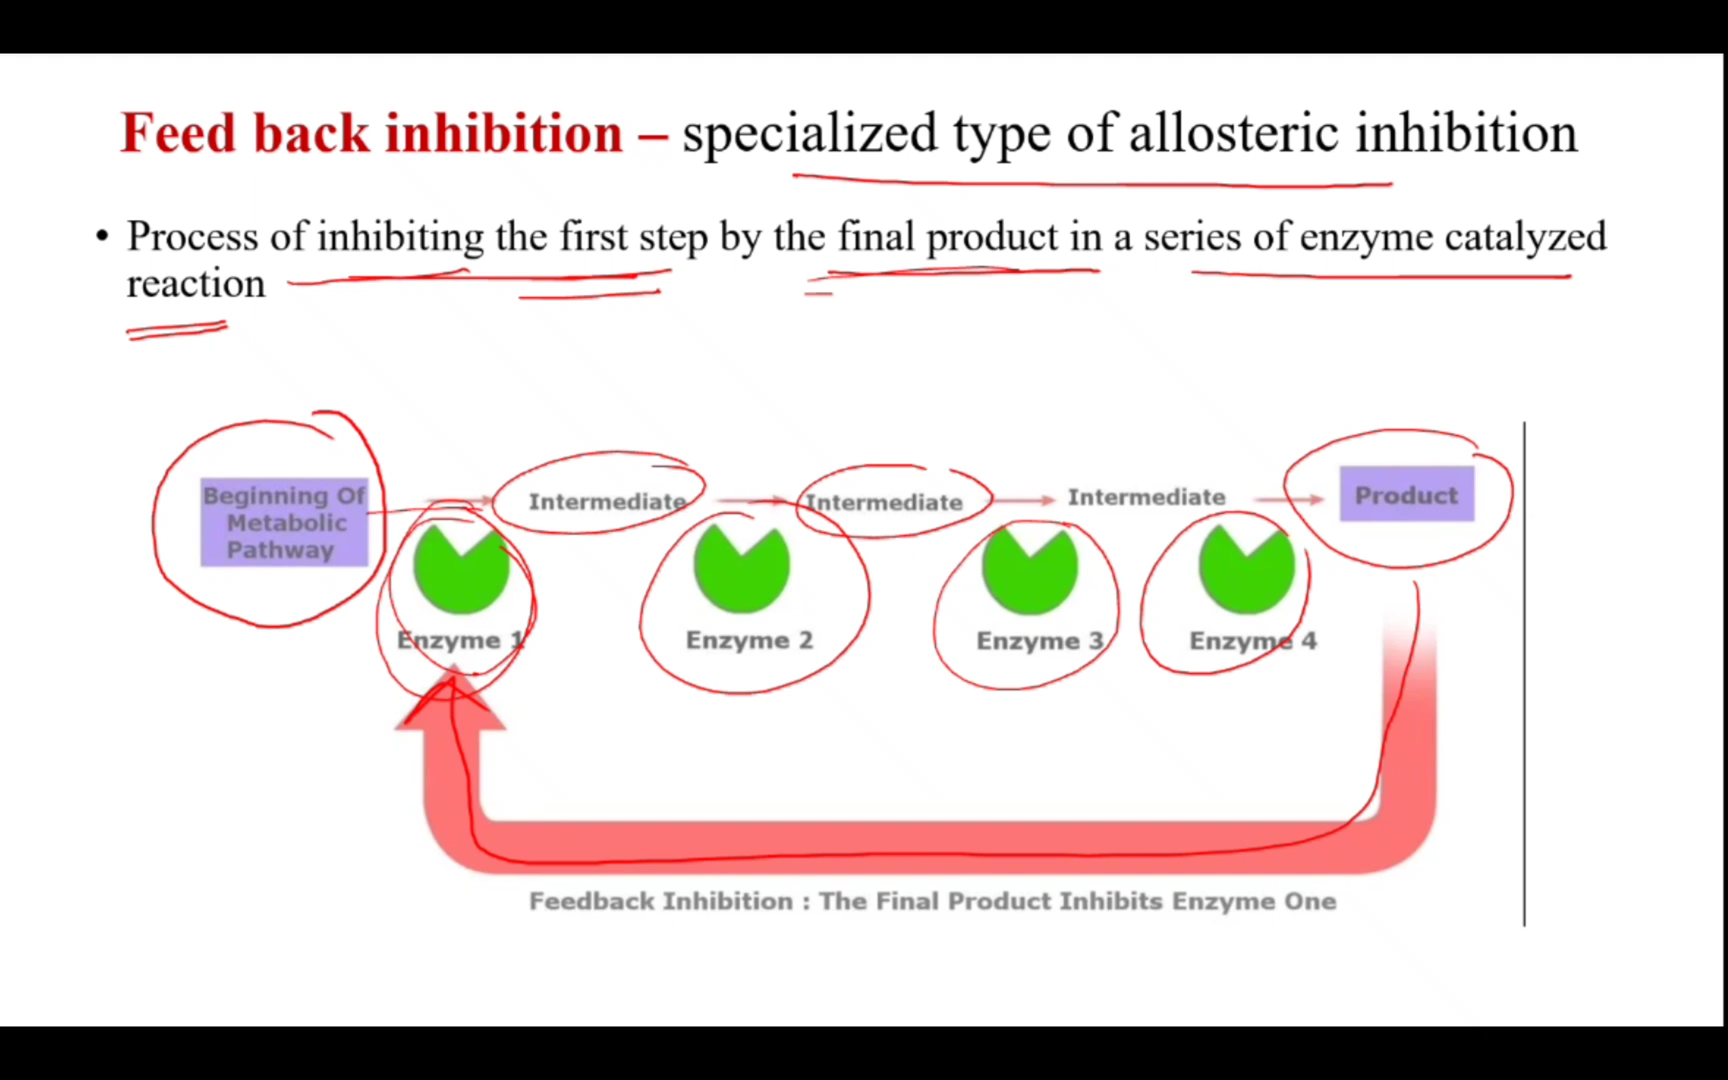 Feed back inhibition – specialized type of allosteric inhibition
• Process of inhibiting the first step by the final product in a series of enzyme catalyzed
reaction
Beginning Of
Metabolic
Pathway
Intermediate
Intermediate
Intermediate
Product
Enzyme 1
Enzyme 2
Enzyme 3
Enzyme 4
Feedback Inhibition : The Final Product Inhibits Enzyme One